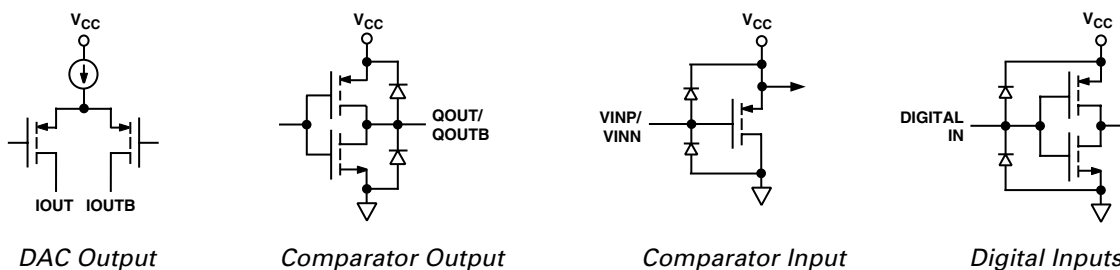 VCC
IOUT IOUTB
DAC Output
VCC
QOUT/
QOUTB
Comparator Output
VCC
VINP/
VINN
Comparator Input
VCC
DIGITAL
IN
Digital Inputs